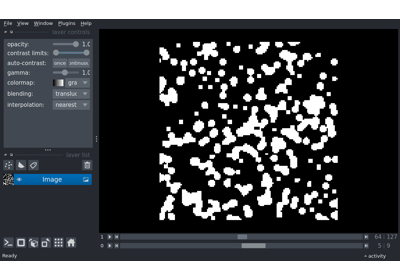 File View Window Plugins Help
layer controls
opacity: 1.0
contrast limits:
auto-contrast: once
gamma: 1.0
colormap: gra
blending: translu
interpolation: nearest
layer list
Image
1 64 127
0 5 9
Ready activity